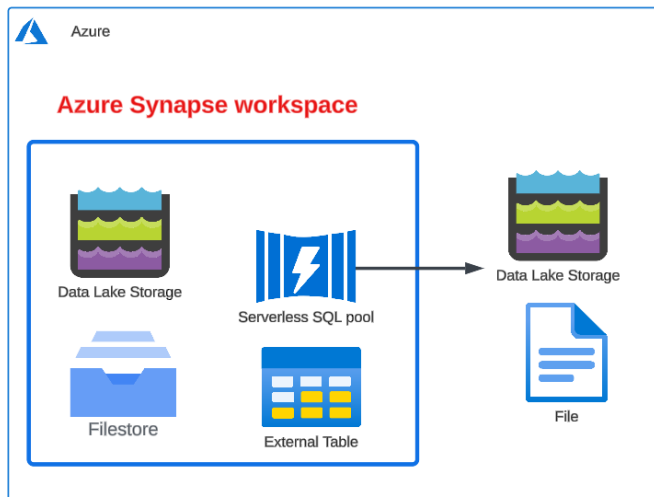 Azure
Azure Synapse workspace
Data Lake Storage
Serverless SQL pool
Data Lake Storage
Filestore
External Table
File